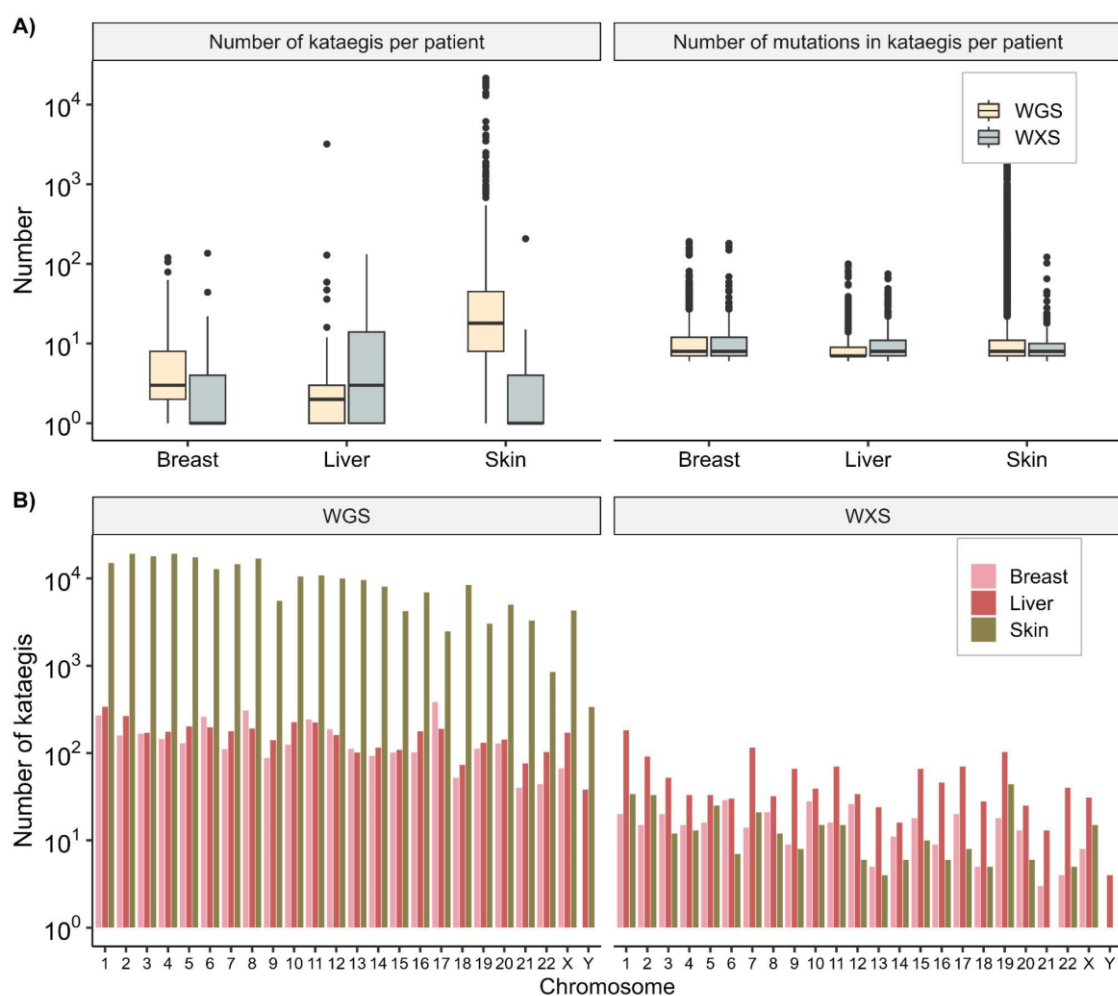 A)
Number of kataegis per patient
Number of mutations in kataegis per patient
Number
10^4
10^3
10^2
10^1
10^0
WGS
WXS
Breast Liver Skin
Breast Liver Skin
B)
WGS
WXS
Number of kataegis
10^4
10^3
10^2
10^1
10^0
Breast
Liver
Skin
1 2 3 4 5 6 7 8 9 10 11 12 13 14 15 16 17 18 19 20 21 22 X Y
1 2 3 4 5 6 7 8 9 10 11 12 13 14 15 16 17 18 19 20 21 22 X Y
Chromosome